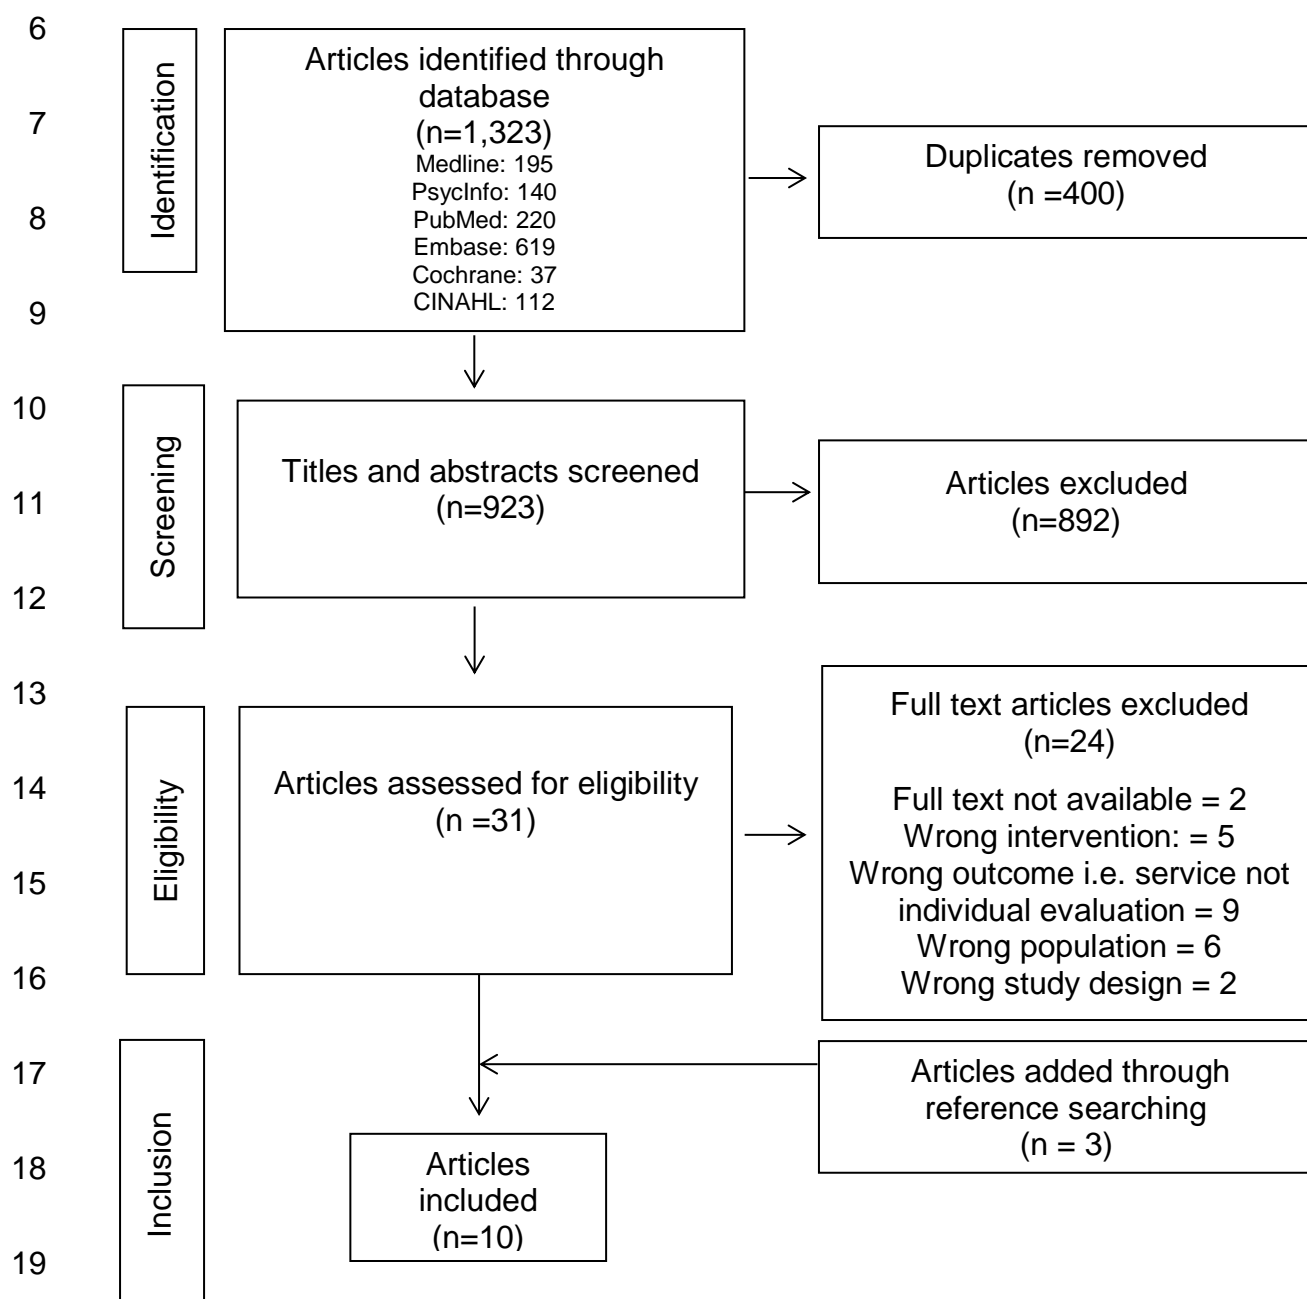 6
Identification
Articles identified through
database
(n=1,323)
Medline: 195
PsycInfo: 140
PubMed: 220
Embase: 619
Cochrane: 37
CINAHL: 112
7
Duplicates removed
(n =400)
8
9
10
Screening
Titles and abstracts screened
(n=923)
Articles excluded
(n=892)
11
12
13
Eligibility
Articles assessed for eligibility
(n =31)
Full text articles excluded
(n=24)
Full text not available = 2
Wrong intervention: = 5
Wrong outcome i.e. service not
individual evaluation = 9
Wrong population = 6
Wrong study design = 2
14
15
16
17
Inclusion
Articles added through
reference searching
(n = 3)
18
Articles
included
(n=10)
19